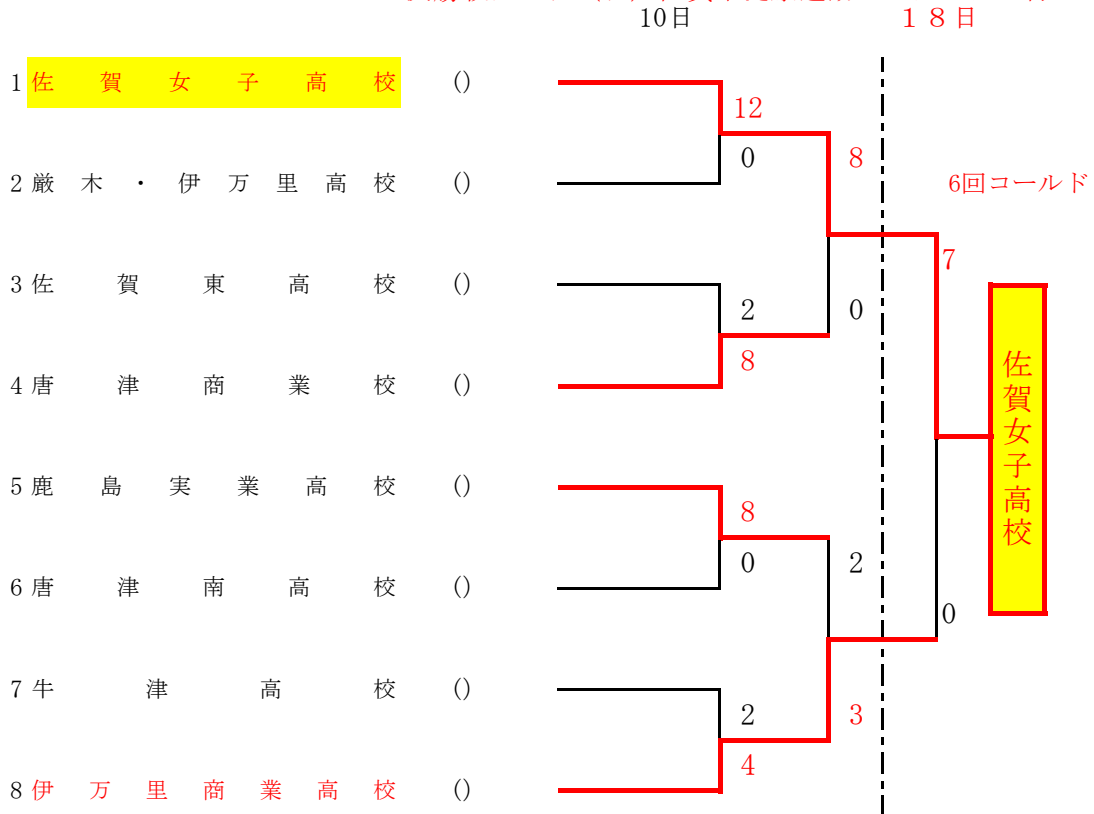 10日
１８日
1 佐賀女子高校 ()
12
0
8
2 厳木・伊万里高校 ()
6回コールド
7
3 佐賀東高校 ()
2
0
8
4 唐津商業校 ()
佐賀女子高校
5 鹿島実業高校 ()
8
0
2
6 唐津南高校 ()
0
7 牛津高校 ()
2
3
4
8 伊万里商業高校 ()